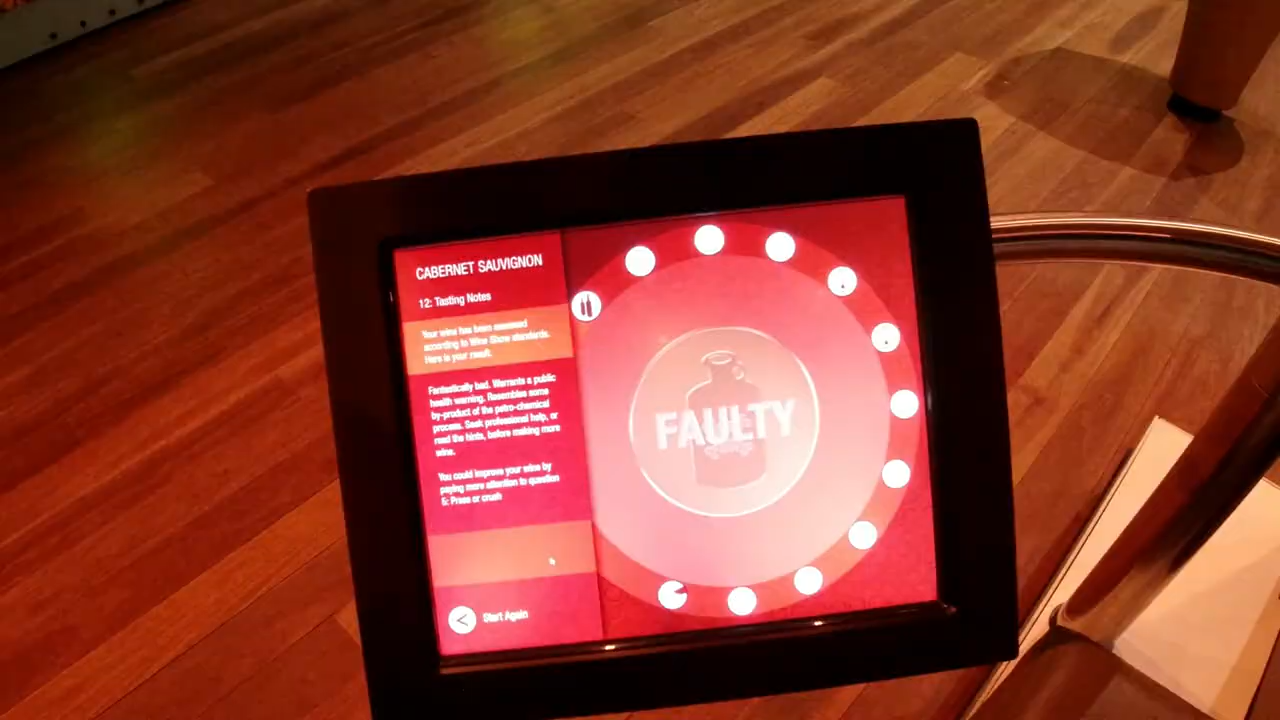 CABERNET SAUVIGNON
12: Tasting Notes
Your wine has been assessed
according to Wine Show standards.
Here is your result.
Fantastically bad. Warrants a public
health warning. Resembles some
by-product of the petro-chemical
process. Seek professional help, or
read the hints, before making more
wine.
You could improve your wine by
paying more attention to question
5: Press or crush
Start Again
FAULTY